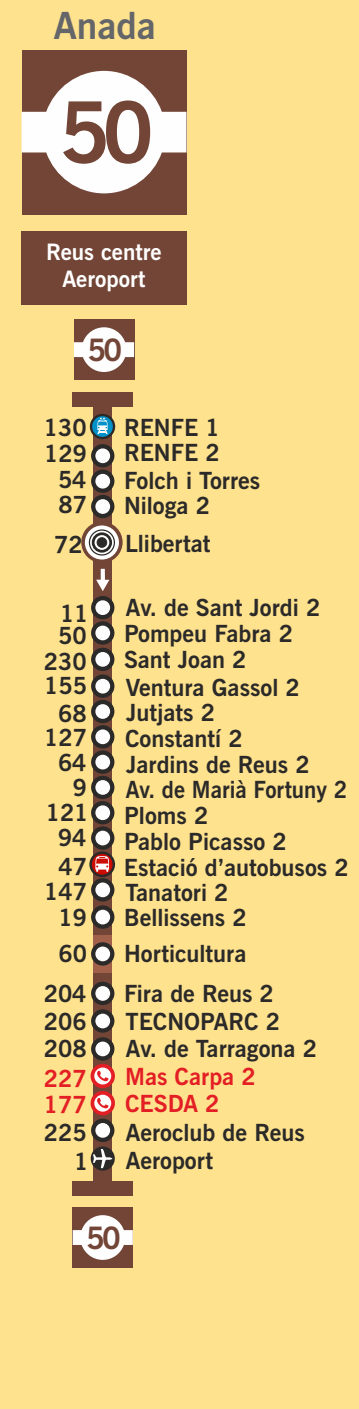 Anada
50
Reus centre
Aeroport
50
130 RENFE 1
129 RENFE 2
54 Folch i Torres
87 Niloga 2
72 Llibertat
11 Av. de Sant Jordi 2
50 Pompeu Fabra 2
230 Sant Joan 2
155 Ventura Gassol 2
68 Jutjats 2
127 Constantí 2
64 Jardins de Reus 2
9 Av. de Marià Fortuny 2
121 Ploms 2
94 Pablo Picasso 2
47 Estació d'autobusos 2
147 Tanatori 2
19 Bellissens 2
60 Horticultura
204 Fira de Reus 2
206 TECNOPARC 2
208 Av. de Tarragona 2
227 Mas Carpa 2
177 CESDA 2
225 Aeroclub de Reus
1 Aeroport
50